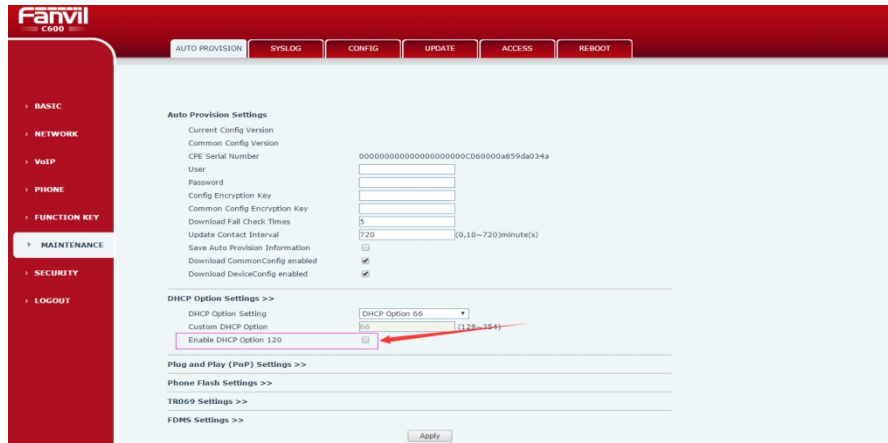 Fanvil
C600
AUTO PROVISION SYSLOG CONFIG UPDATE ACCESS REBOOT
› BASIC
› NETWORK
› VoIP
› PHONE
› FUNCTION KEY
› MAINTENANCE
› SECURITY
› LOGOUT
Auto Provision Settings
Current Config Version
Common Config Version
CPE Serial Number 00000000000000000000C060000a859da034a
User
Password
Config Encryption Key
Common Config Encryption Key
Download Fail Check Times 5
Update Contact Interval 720 (0,10~720)minute(s)
Save Auto Provision Information
Download CommonConfig enabled
Download DeviceConfig enabled
DHCP Option Settings >>
DHCP Option Setting DHCP Option 66
Custom DHCP Option 66 (128~254)
Enable DHCP Option 120
Plug and Play (PnP) Settings >>
Phone Flash Settings >>
TR069 Settings >>
FDMS Settings >>
Apply